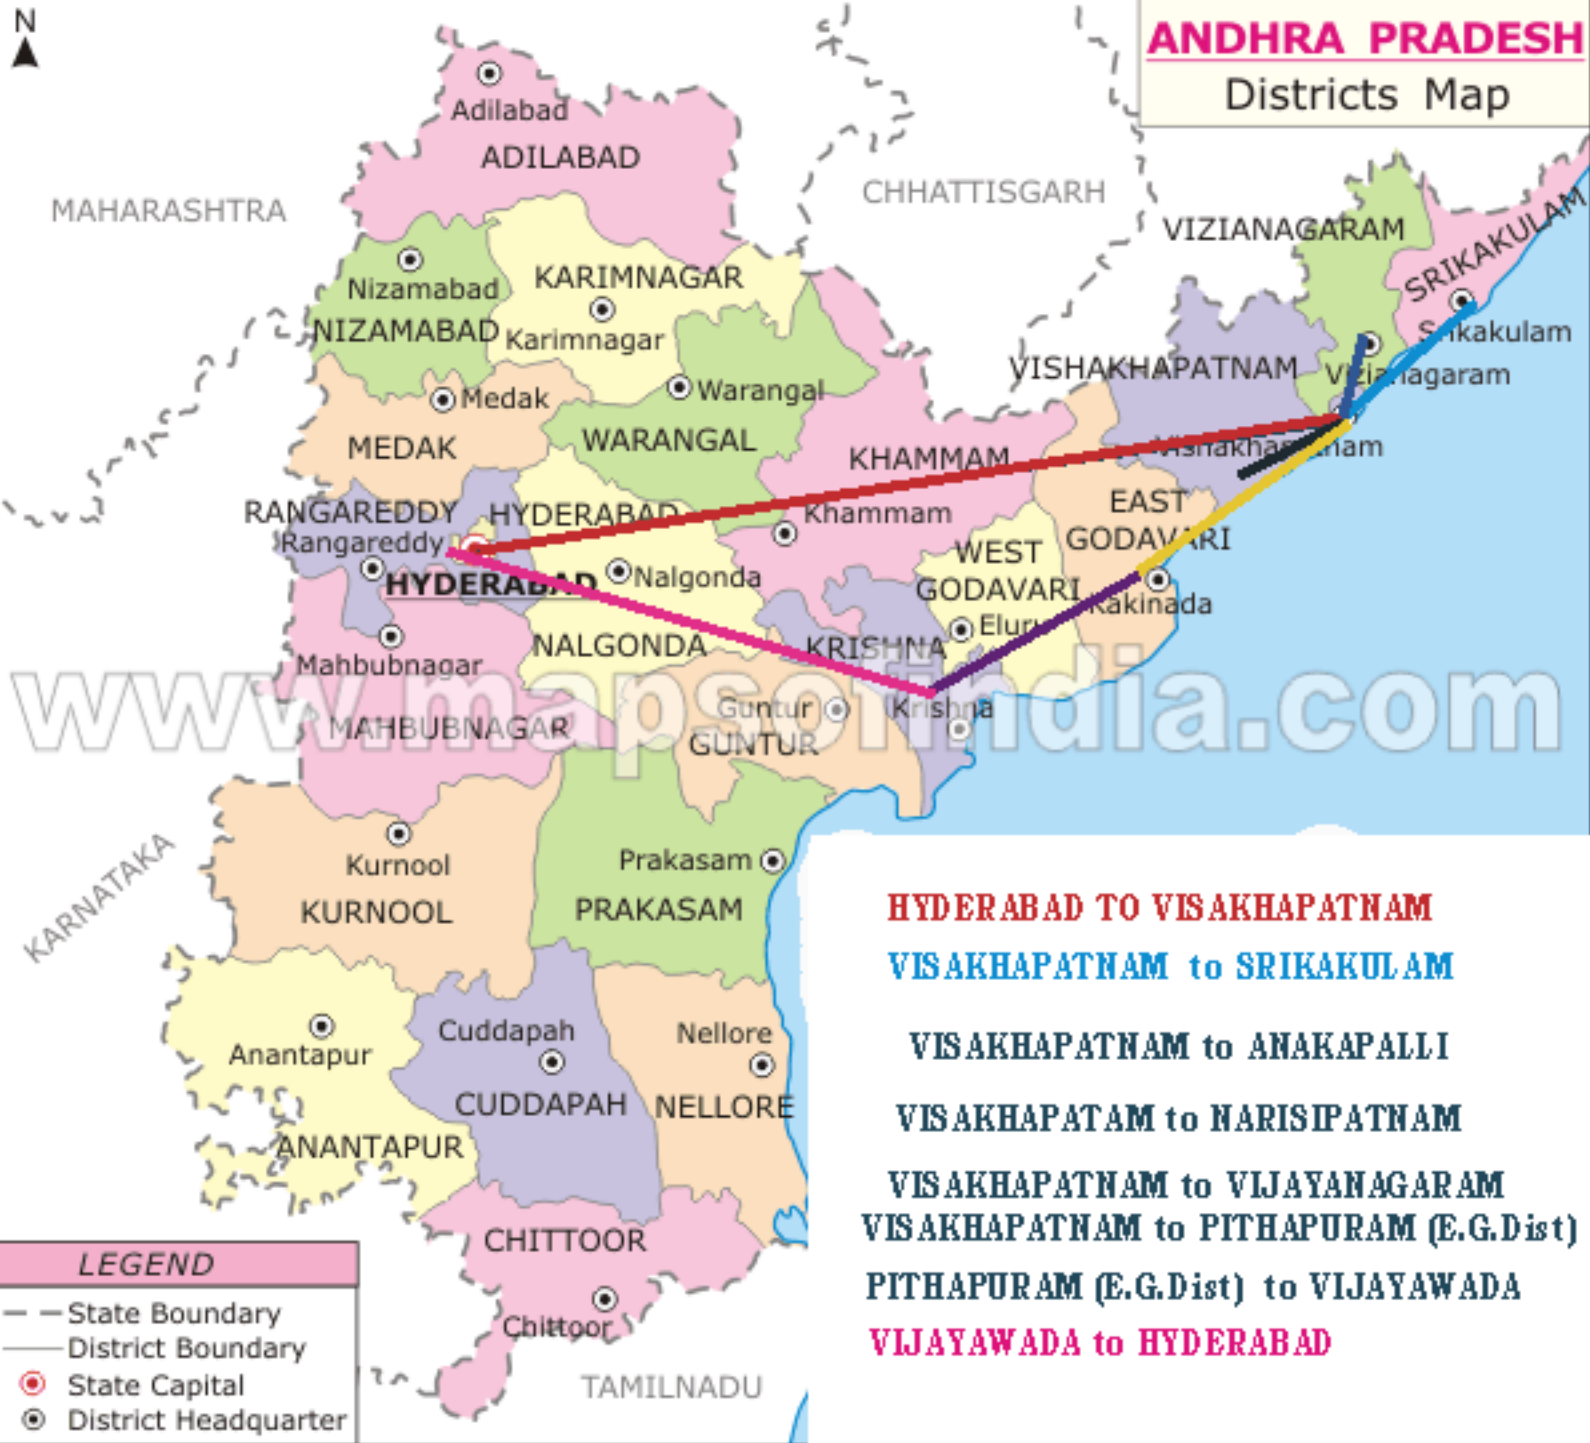 N
ANDHRA PRADESH
Districts Map
Adilabad
ADILABAD
MAHARASHTRA
CHHATTISGARH
VIZIANAGARAM
SRIKAKULAM
Nizamabad
NIZAMABAD
KARIMNAGAR
Karimnagar
Srikakulam
VISHAKHAPATNAM
Vizianagaram
Medak
MEDAK
Warangal
WARANGAL
KHAMMAM
Vishakhapatnam
RANGAREDDY
HYDERABAD
Rangareddy
HYDERABAD
Khammam
EAST
GODAVARI
WEST
GODAVARI
Nalgonda
NALGONDA
Kakinada
Eluru
KRISHNA
Mahbubnagar
MAHBUBNAGAR
www.mapsofindia.com
Guntur
GUNTUR
Krishna
KARNATAKA
Kurnool
KURNOOL
Prakasam
PRAKASAM
Anantapur
ANANTAPUR
Cuddapah
CUDDAPAH
Nellore
NELLORE
CHITTOOR
Chittoor
TAMILNADU
HYDERABAD TO VISAKHAPATNAM
VISAKHAPATNAM to SRIKAKULAM
VISAKHAPATNAM to ANAKAPALLI
VISAKHAPATAM to NARISIPATNAM
VISAKHAPATNAM to VIJAYANAGARAM
VISAKHAPATNAM to PITHAPURAM (E.G.Dist)
PITHAPURAM (E.G.Dist) to VIJAYAWADA
VIJAYAWADA to HYDERABAD
LEGEND
State Boundary
District Boundary
State Capital
District Headquarter